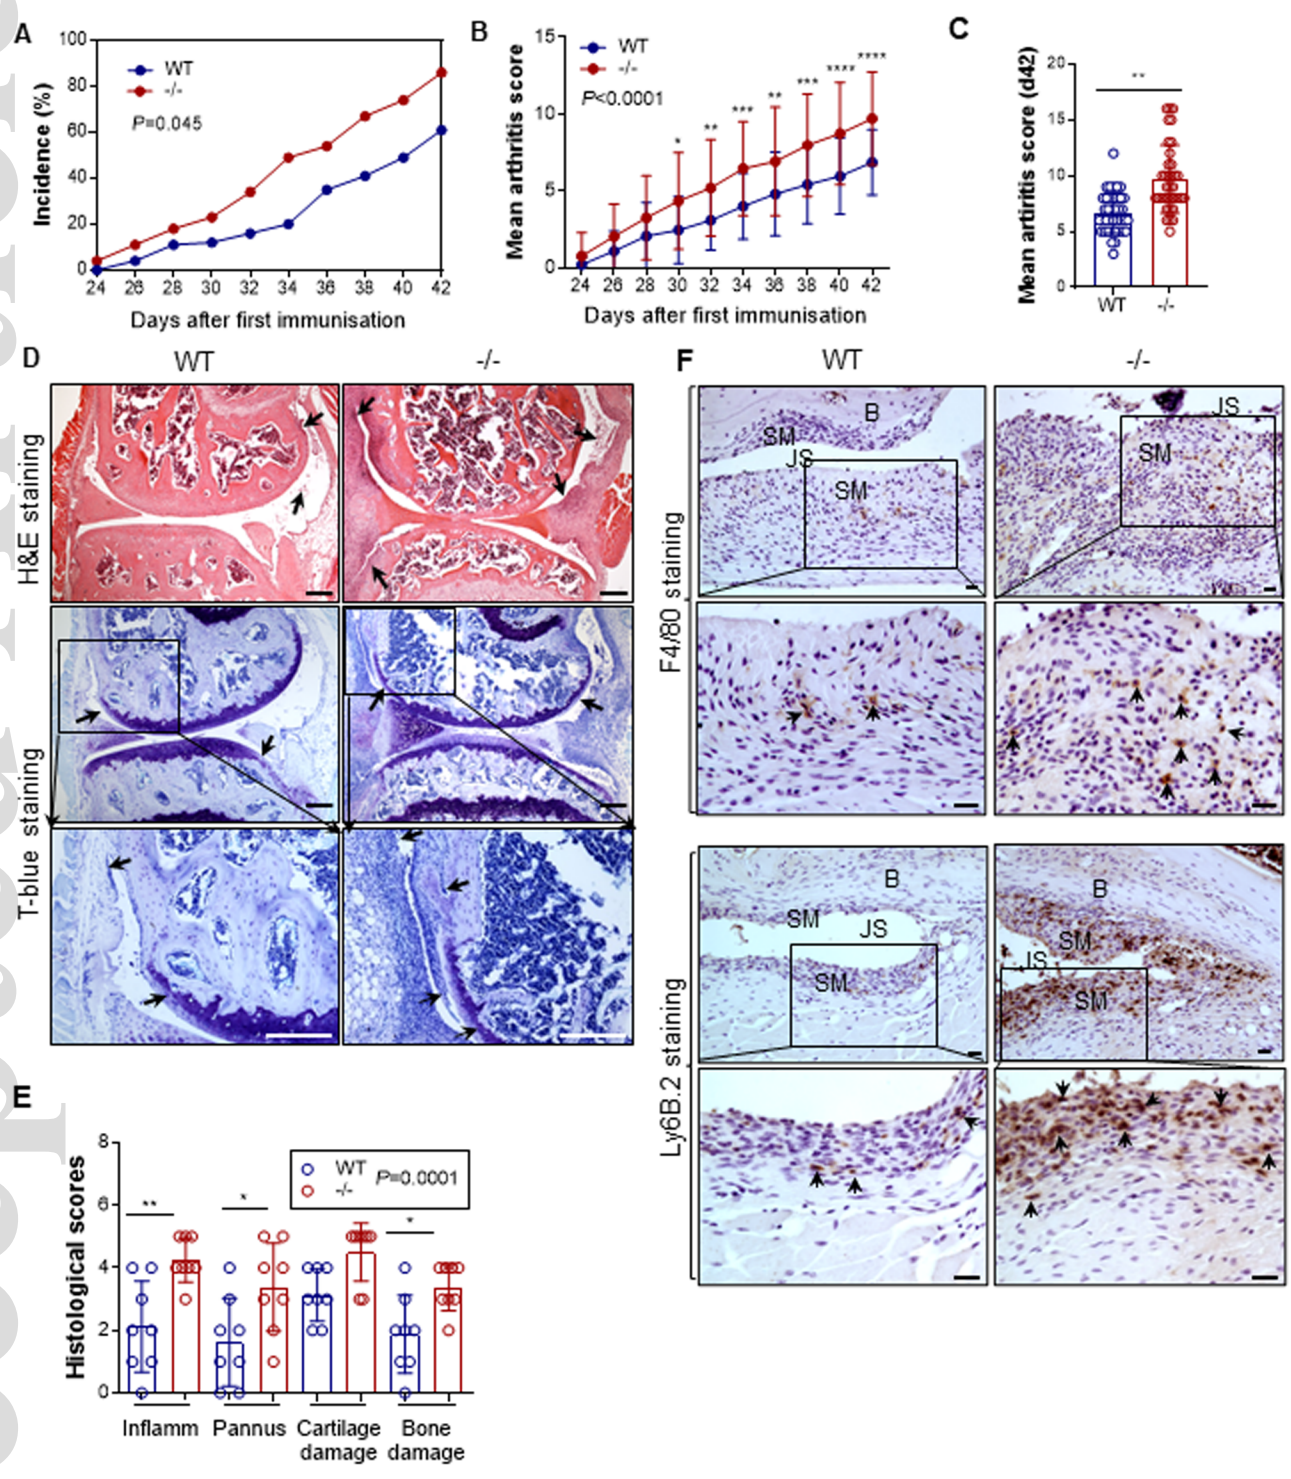 A
Incidence (%)
100
80
60
40
20
0
WT
-/-
P=0.045
24 26 28 30 32 34 36 38 40 42
Days after first immunisation
B
Mean arthritis score
15
10
5
0
WT
-/-
P<0.0001
* ** *** ** *** **** ****
24 26 28 30 32 34 36 38 40 42
Days after first immunisation
C
Mean artiritis score (d42)
20
15
10
5
0
**
WT -/-
D
WT -/-
H&E staining
T-blue staining
E
Histological scores
8
6
4
2
0
WT
-/-
P=0.0001
** * *
Inflamm Pannus Cartilage damage Bone damage
F
WT -/-
F4/80 staining
B
SM
JS
SM
JS
SM
Ly6B.2 staining
B
SM
JS
SM
B
SM
JS
SM